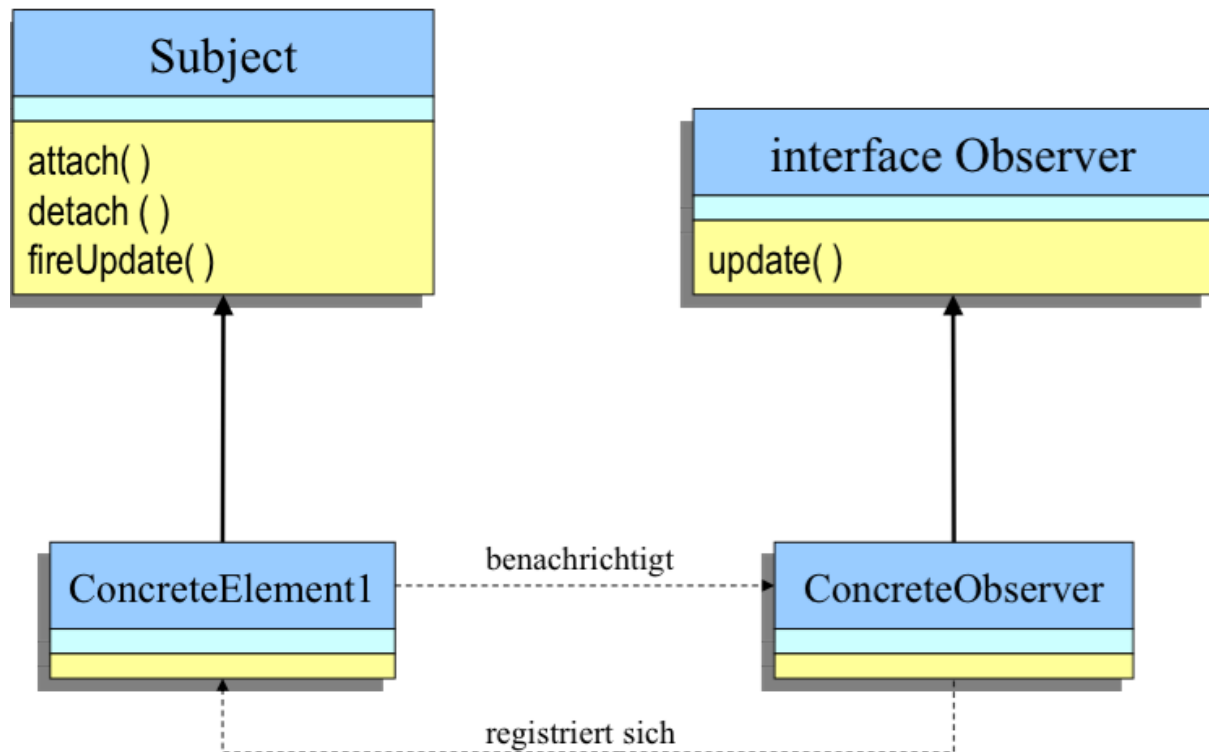 Subject
attach( )
detach ( )
fireUpdate( )
interface Observer
update( )
benachrichtigt
ConcreteElement1
ConcreteObserver
registriert sich